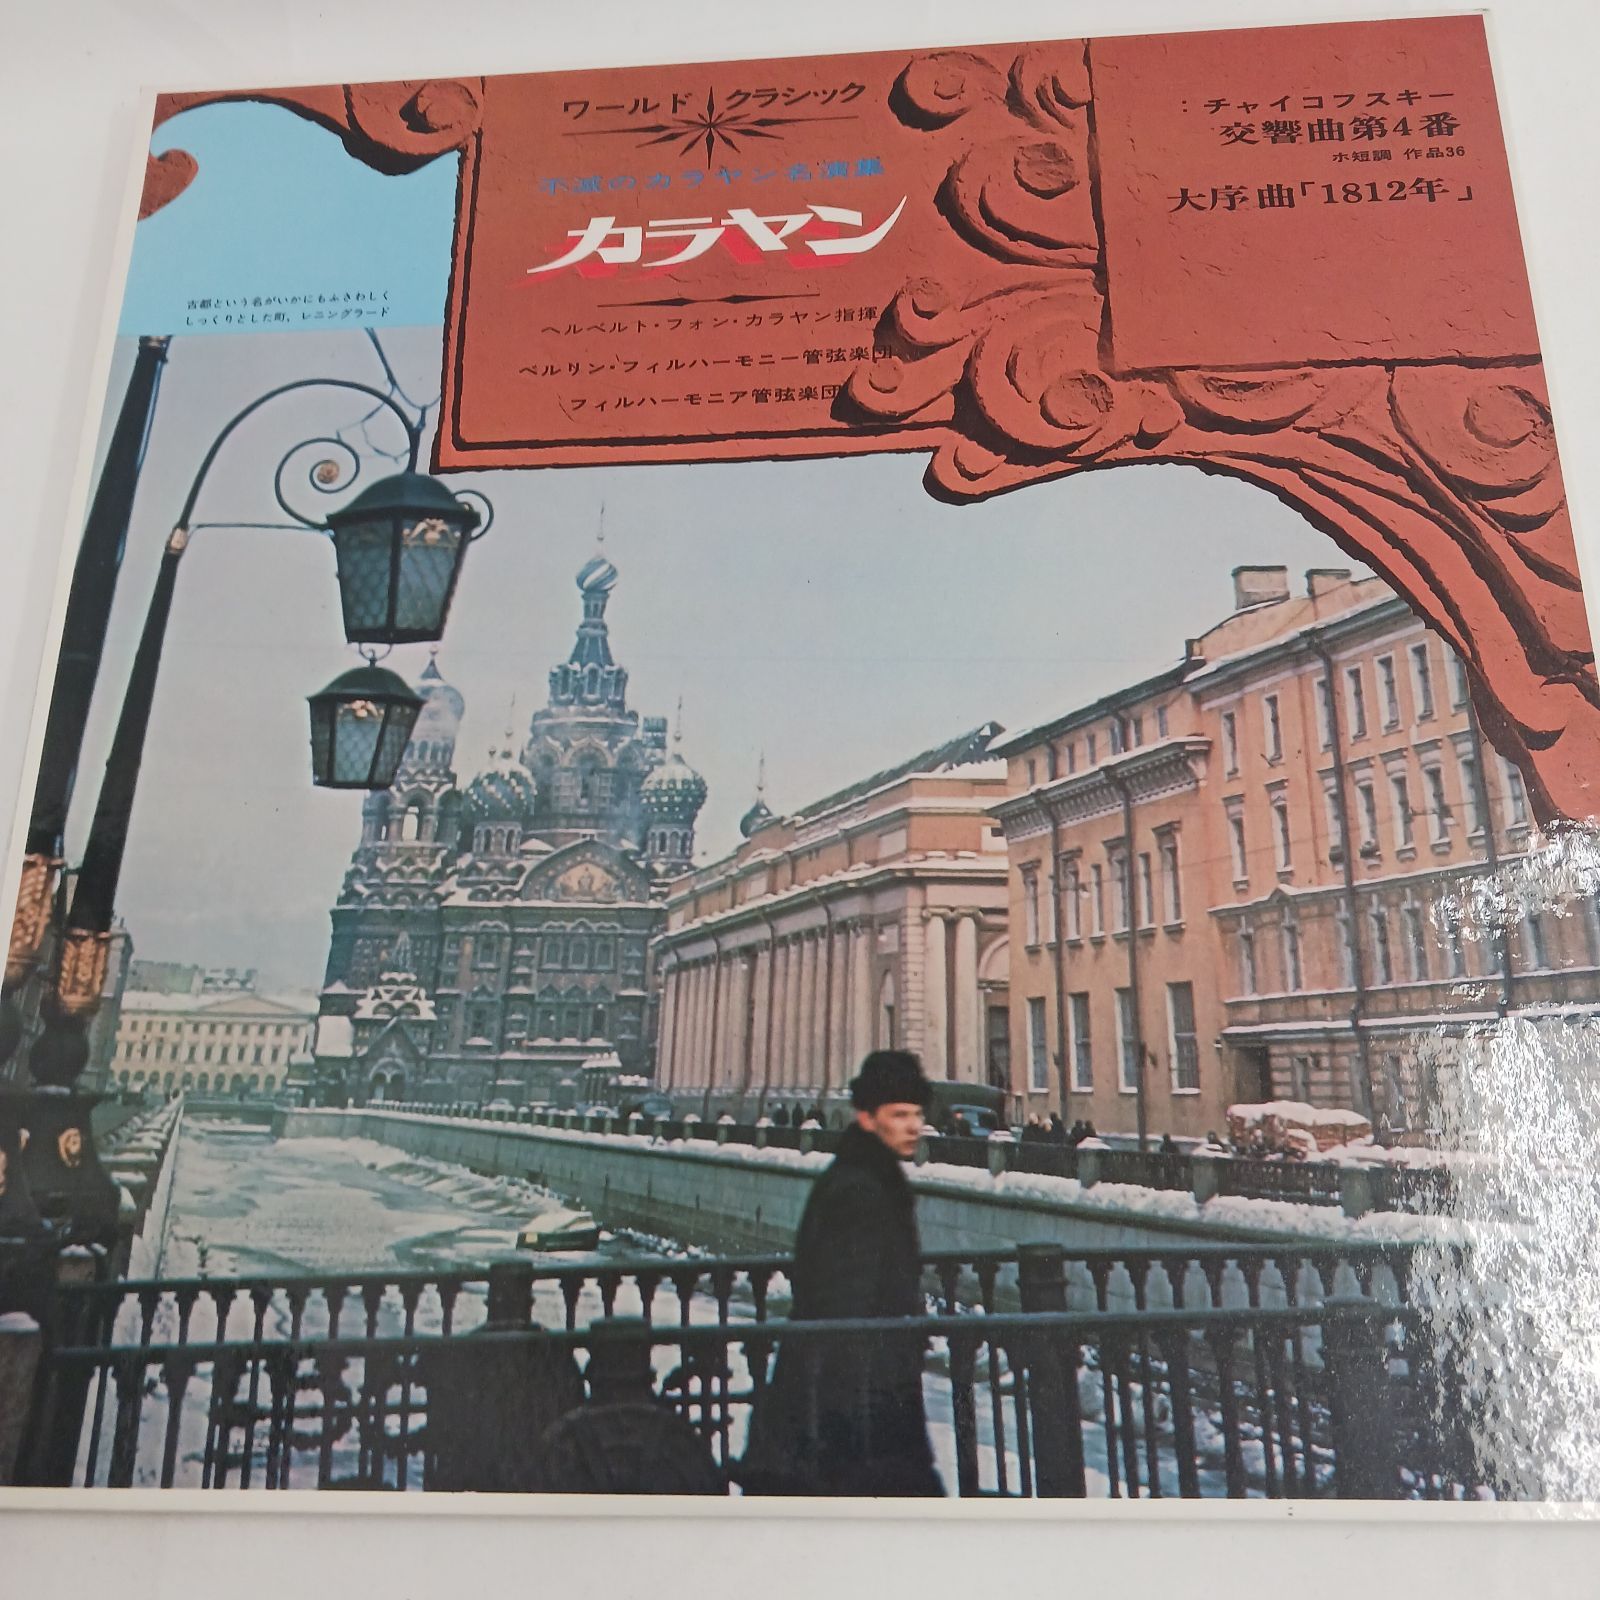 ワールド クラシック
不滅のカラヤン名演集
カラヤン
ヘルベルト・フォン・カラヤン指揮
ベルリン・フィルハーモニー管弦楽団
フィルハーモニア管弦楽団
:チャイコフスキー
交響曲第4番
ホ短調 作品36
大序曲「1812年」
古都という名がいかにもふさわしく
しっくりとした町，レニングラード